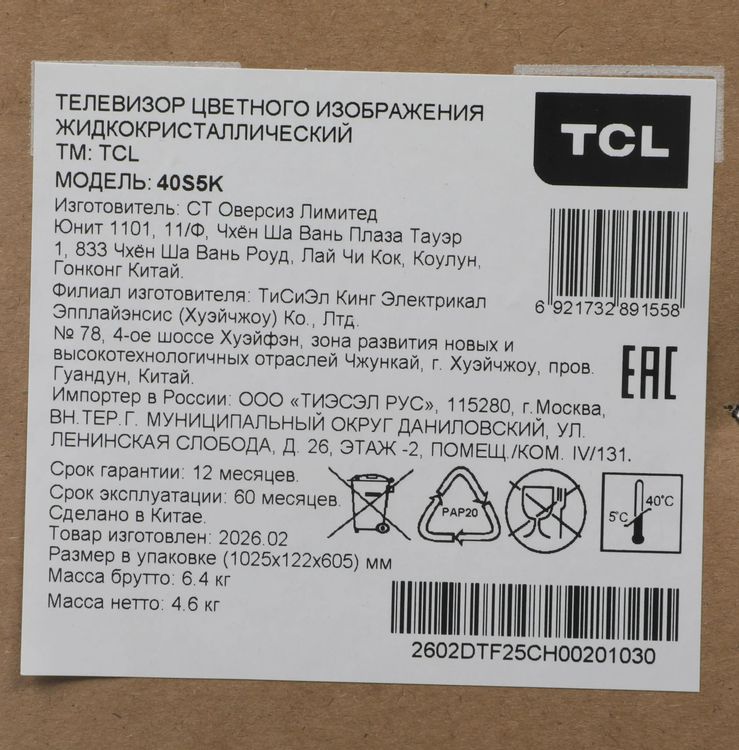 ТЕЛЕВИЗОР ЦВЕТНОГО ИЗОБРАЖЕНИЯ
ЖИДКОКРИСТАЛЛИЧЕСКИЙ
ТМ: TCL
МОДЕЛЬ: 40S5K
TCL
Изготовитель: СТ Оверсиз Лимитед
Юнит 1101, 11/Ф, Чхён Ша Вань Плаза Тауэр
1, 833 Чхён Ша Вань Роуд, Лай Чи Кок, Коулун,
Гонконг Китай.
Филиал изготовителя: ТиСиЭл Кинг Электрикал
Эпплайэнсис (Хуэйчжоу) Ко., Лтд.
№ 78, 4-ое шоссе Хуэйфэн, зона развития новых и
высокотехнологичных отраслей Чжункай, г. Хуэйчжоу, пров.
Гуандун, Китай.
6 921732 891558
EAC
Импортер в России: ООО «ТИЭСЭЛ РУС», 115280, г.Москва,
ВН.ТЕР.Г. МУНИЦИПАЛЬНЫЙ ОКРУГ ДАНИЛОВСКИЙ, УЛ.
ЛЕНИНСКАЯ СЛОБОДА, Д. 26, ЭТАЖ -2, ПОМЕЩ./КОМ. IV/131.
Срок гарантии: 12 месяцев.
Срок эксплуатации: 60 месяцев.
Сделано в Китае.
Товар изготовлен: 2026.02
Размер в упаковке (1025x122x605) мм
Масса брутто: 6.4 кг
Масса нетто: 4.6 кг
PAP20
5°C
40°C
2602DTF25CH00201030